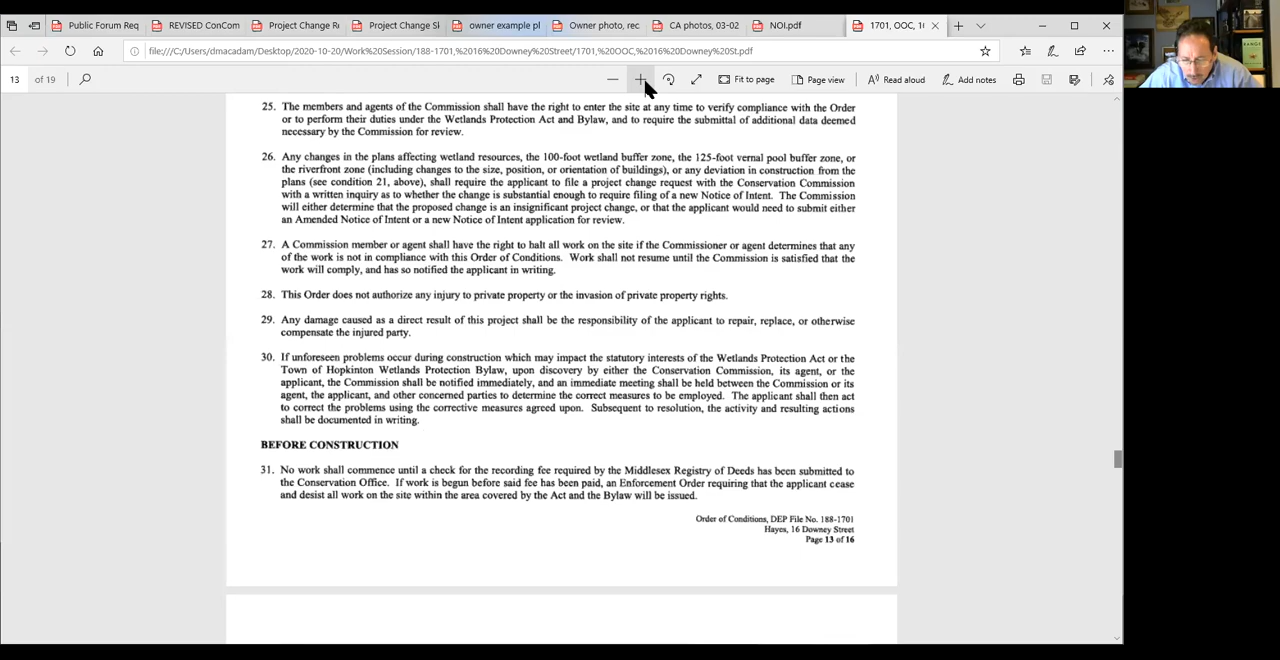 Public Forum Req
REVISED ConCom
Project Change R
Project Change Sl
owner example pl
Owner photo, rec
CA photos, 03-02
NOI.pdf
1701, OOC, 1
file:///C:/Users/dmacadam/Desktop/2020-10-20/Work%20Session/188-1701,%2016%20Downey%20Street/1701,%20OOC,%2016%20Downey%20St.pdf
13 of 19
Fit to page
Page view
Read aloud
Add notes
25. The members and agents of the Commission shall have the right to enter the site at any time to verify compliance with the Order
or to perform their duties under the Wetlands Protection Act and Bylaw, and to require the submittal of additional data deemed
necessary by the Commission for review.
26. Any changes in the plans affecting wetland resources, the 100-foot wetland buffer zone, the 125-foot vernal pool buffer zone, or
the riverfront zone (including changes to the size, position, or orientation of buildings), or any deviation in construction from the
plans (see condition 21, above), shall require the applicant to file a project change request with the Conservation Commission
with a written inquiry as to whether the change is substantial enough to require filing of a new Notice of Intent. The Commission
will either determine that the proposed change is an insignificant project change, or that the applicant would need to submit either
an Amended Notice of Intent or a new Notice of Intent application for review.
27. A Commission member or agent shall have the right to halt all work on the site if the Commissioner or agent determines that any
of the work is not in compliance with this Order of Conditions. Work shall not resume until the Commission is satisfied that the
work will comply, and has so notified the applicant in writing.
28. This Order does not authorize any injury to private property or the invasion of private property rights.
29. Any damage caused as a direct result of this project shall be the responsibility of the applicant to repair, replace, or otherwise
compensate the injured party.
30. If unforeseen problems occur during construction which may impact the statutory interests of the Wetlands Protection Act or the
Town of Hopkinton Wetlands Protection Bylaw, upon discovery by either the Conservation Commission, its agent, or the
applicant, the Commission shall be notified immediately, and an immediate meeting shall be held between the Commission or its
agent, the applicant, and other concerned parties to determine the correct measures to be employed. The applicant shall then act
to correct the problems using the corrective measures agreed upon. Subsequent to resolution, the activity and resulting actions
shall be documented in writing.
BEFORE CONSTRUCTION
31. No work shall commence until a check for the recording fee required by the Middlesex Registry of Deeds has been submitted to
the Conservation Office. If work is begun before said fee has been paid, an Enforcement Order requiring that the applicant cease
and desist all work on the site within the area covered by the Act and the Bylaw will be issued.
Order of Conditions, DEP File No. 188-1701
Hayes, 16 Downey Street
Page 13 of 16
RANGE